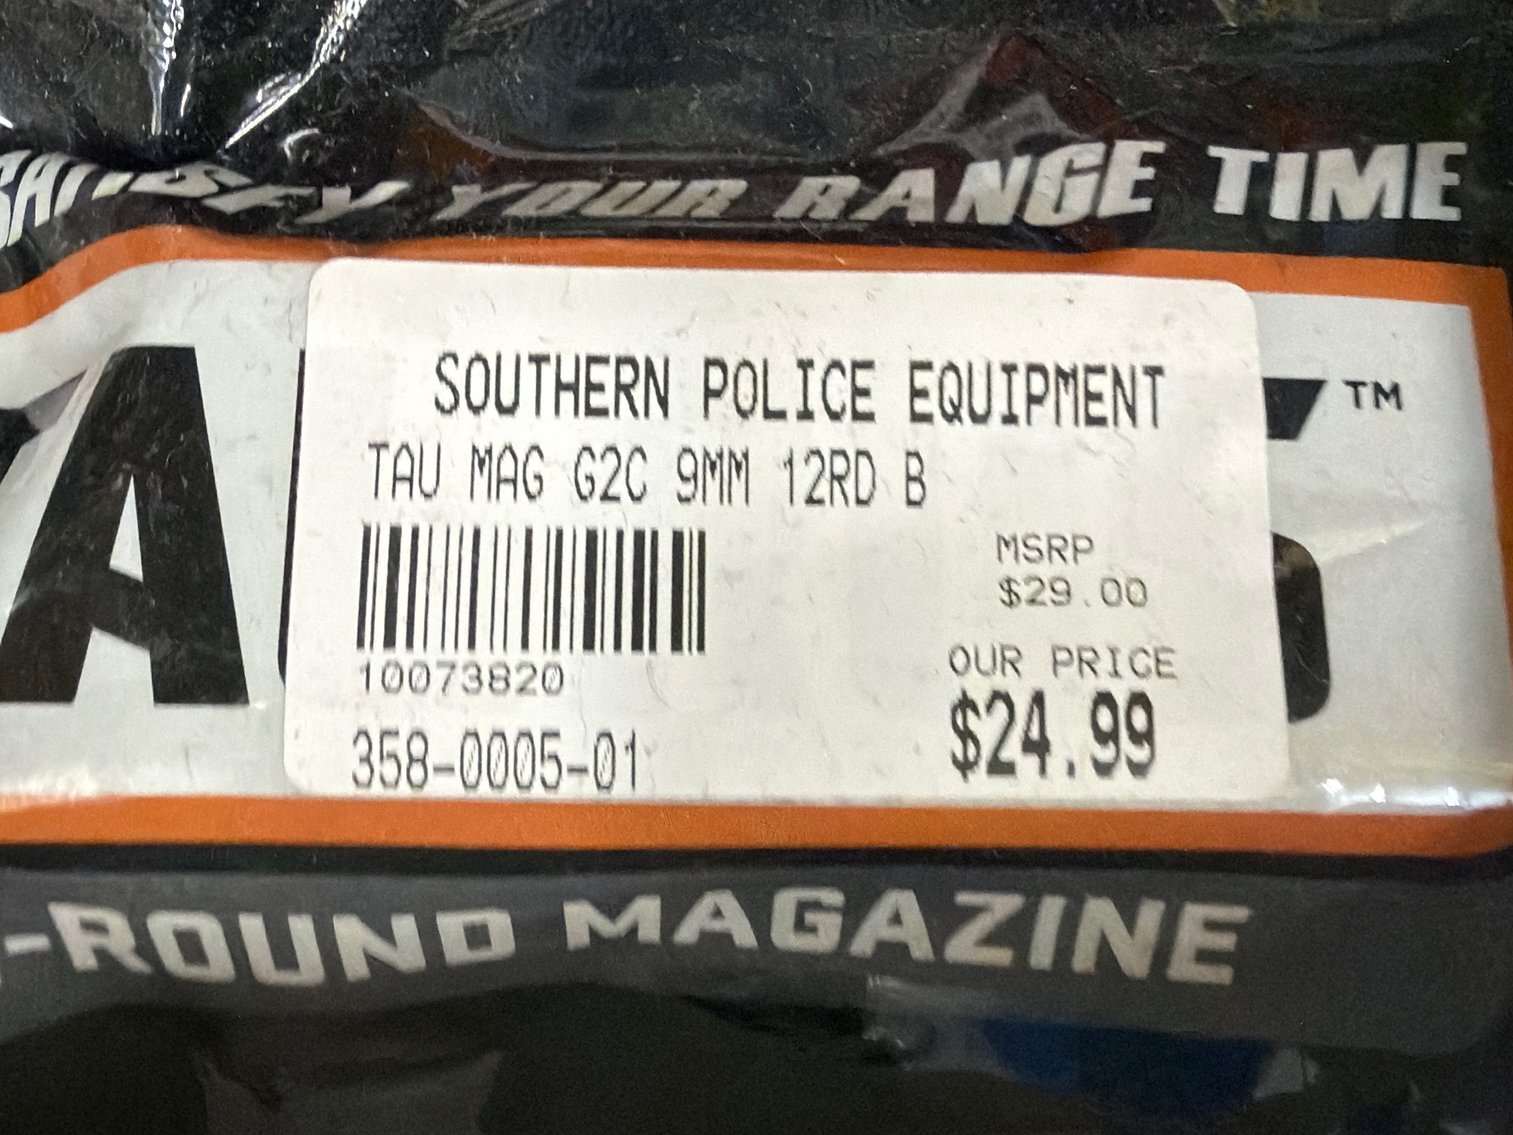 SATISFY YOUR RANGE TIME
SOUTHERN POLICE EQUIPMENT
TAU MAG G2C 9MM 12RD B
MSRP
$29.00
10073820
OUR PRICE
358-0005-01
$24.99
TM
-ROUND MAGAZINE